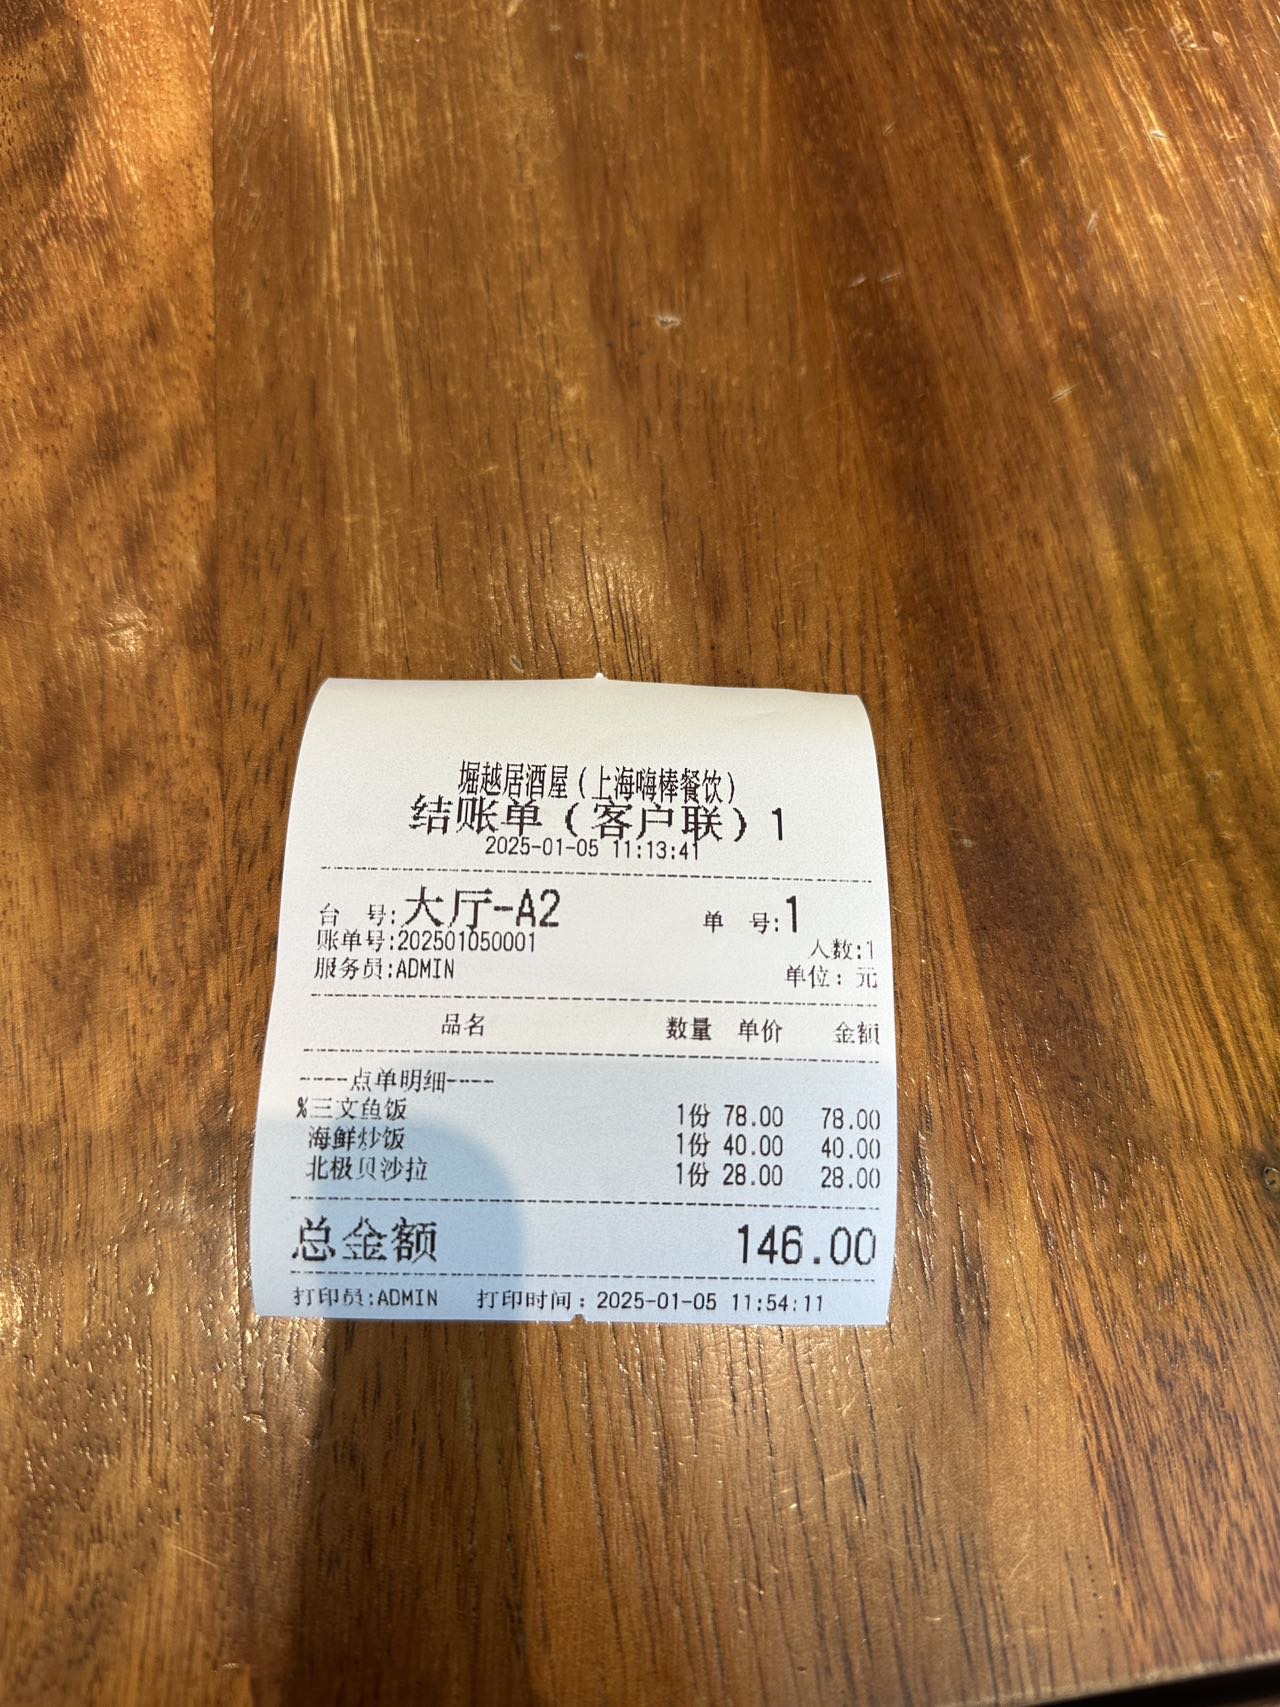 堀越居酒屋（上海嗨棒餐饮）
结账单（客户联）1
2025-01-05 11:13:41
台 号:大厅-A2 单 号:1
账单号:202501050001 人数:1
服务员:ADMIN 单位：元
品名 数量 单价 金额
----点单明细----
%三文鱼饭 1份 78.00 78.00
海鲜炒饭 1份 40.00 40.00
北极贝沙拉 1份 28.00 28.00
总金额 146.00
打印员:ADMIN 打印时间：2025-01-05 11:54:11